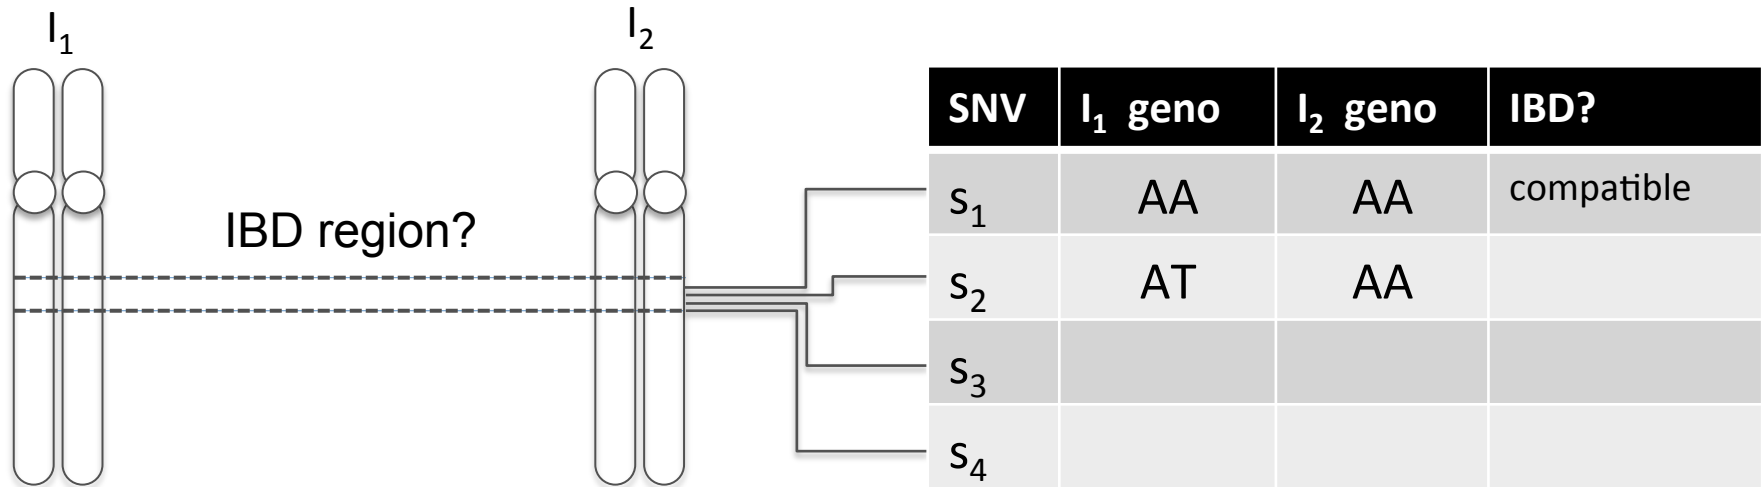 I₁
I₂
IBD region?
SNV I₁ geno I₂ geno IBD?
s₁ AA AA compatible
s₂ AT AA
s₃
s₄